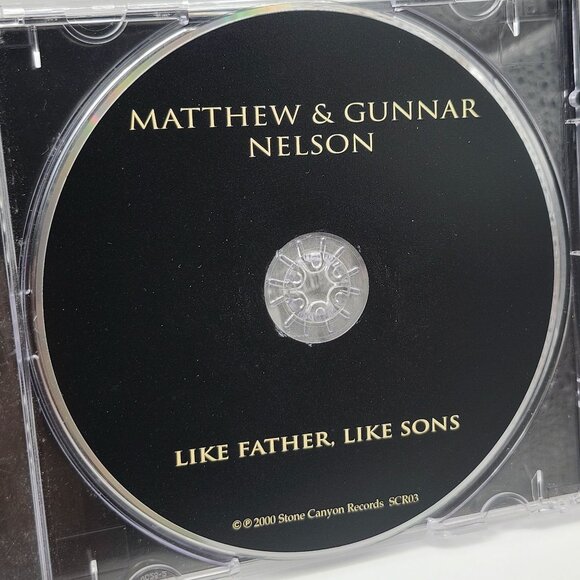 MATTHEW & GUNNAR
NELSON
LIKE FATHER, LIKE SONS
© ℗ 2000 Stone Canyon Records SCR03